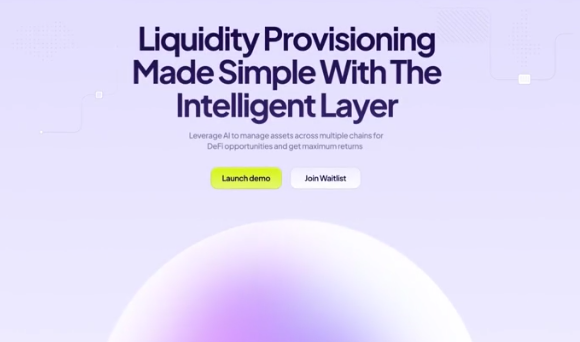 Liquidity Provisioning
Made Simple With The
Intelligent Layer
Leverage AI to manage assets across multiple chains for
DeFi opportunities and get maximum returns
Launch demo
Join Waitlist